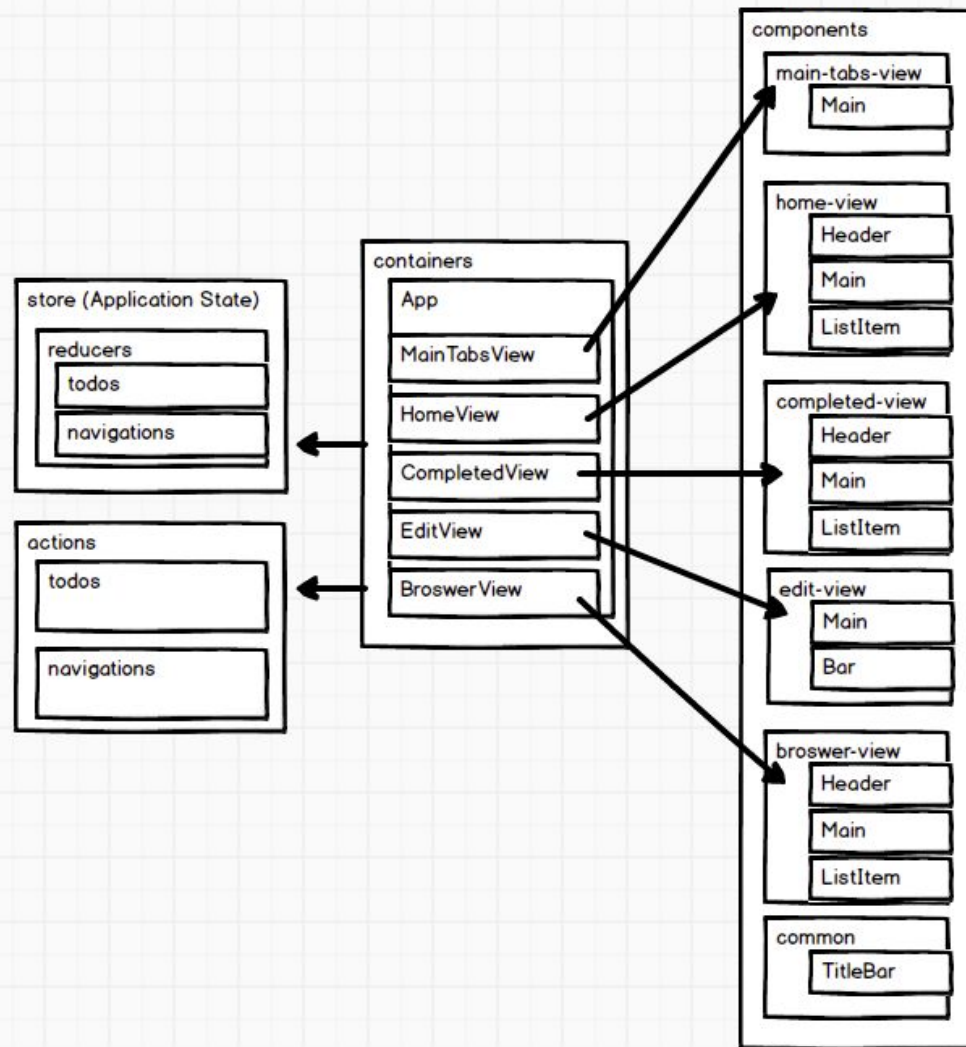 store (Application State)
reducers
todos
navigations
actions
todos
navigations
containers
App
MainTabsView
HomeView
CompletedView
EditView
BroswerView
components
main-tabs-view
Main
home-view
Header
Main
ListItem
completed-view
Header
Main
ListItem
edit-view
Main
Bar
broswer-view
Header
Main
ListItem
common
TitleBar